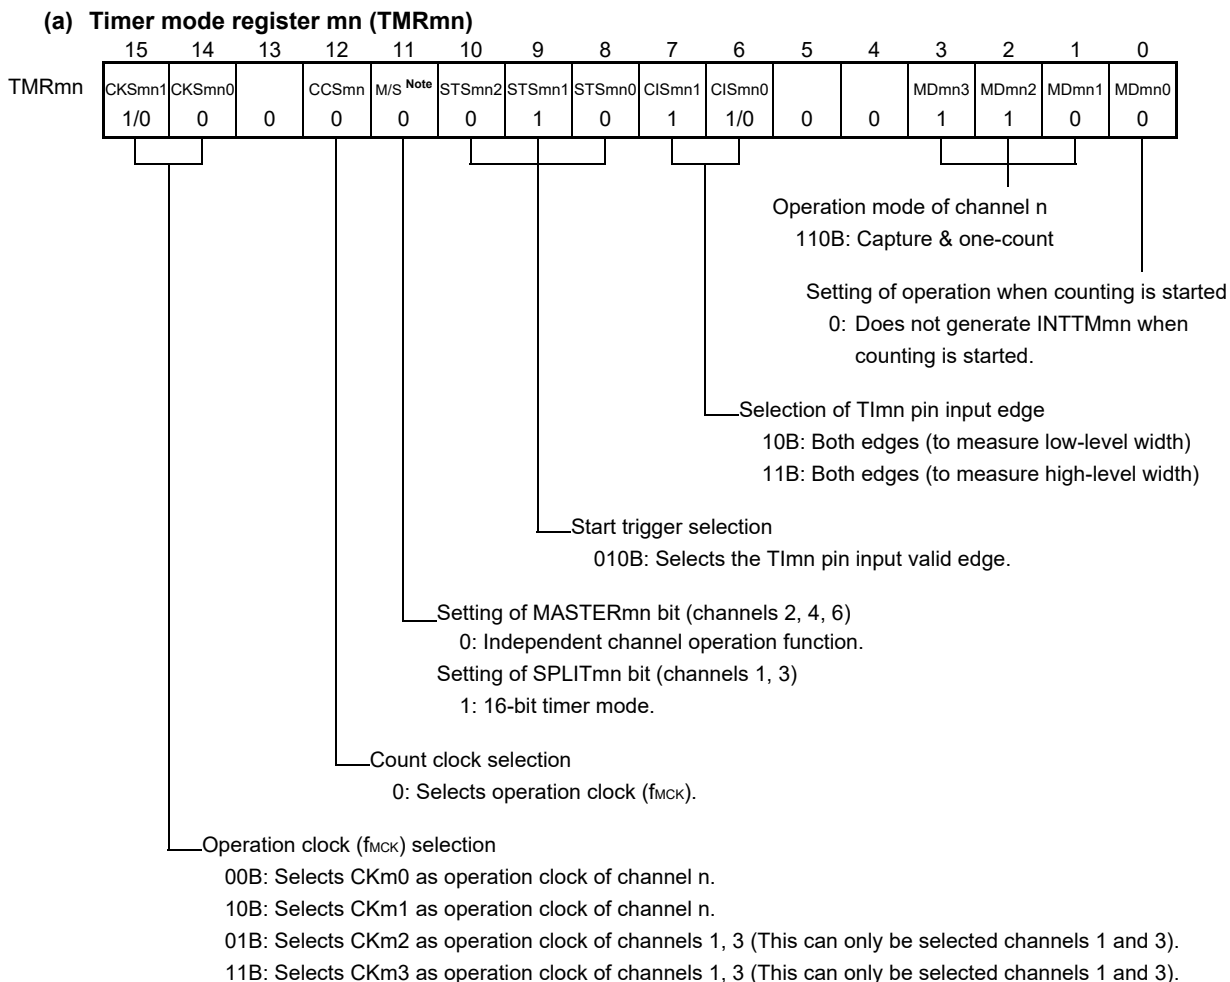 (a) Timer mode register mn (TMRmn)
15 14 13 12 11 10 9 8 7 6 5 4 3 2 1 0
TMRmn CKSmn1 CKSmn0 CCSmn M/S Note STSmn2 STSmn1 STSmn0 CISmn1 CISmn0 MDmn3 MDmn2 MDmn1 MDmn0
1/0 0 0 0 0 0 1 0 1 1/0 0 0 1 1 0 0
Operation mode of channel n
110B: Capture & one-count
Setting of operation when counting is started
0: Does not generate INTTMmn when
counting is started.
Selection of TImn pin input edge
10B: Both edges (to measure low-level width)
11B: Both edges (to measure high-level width)
Start trigger selection
010B: Selects the TImn pin input valid edge.
Setting of MASTERmn bit (channels 2, 4, 6)
0: Independent channel operation function.
Setting of SPLITmn bit (channels 1, 3)
1: 16-bit timer mode.
Count clock selection
0: Selects operation clock (fMCK).
Operation clock (fMCK) selection
00B: Selects CKm0 as operation clock of channel n.
10B: Selects CKm1 as operation clock of channel n.
01B: Selects CKm2 as operation clock of channels 1, 3 (This can only be selected channels 1 and 3).
11B: Selects CKm3 as operation clock of channels 1, 3 (This can only be selected channels 1 and 3).